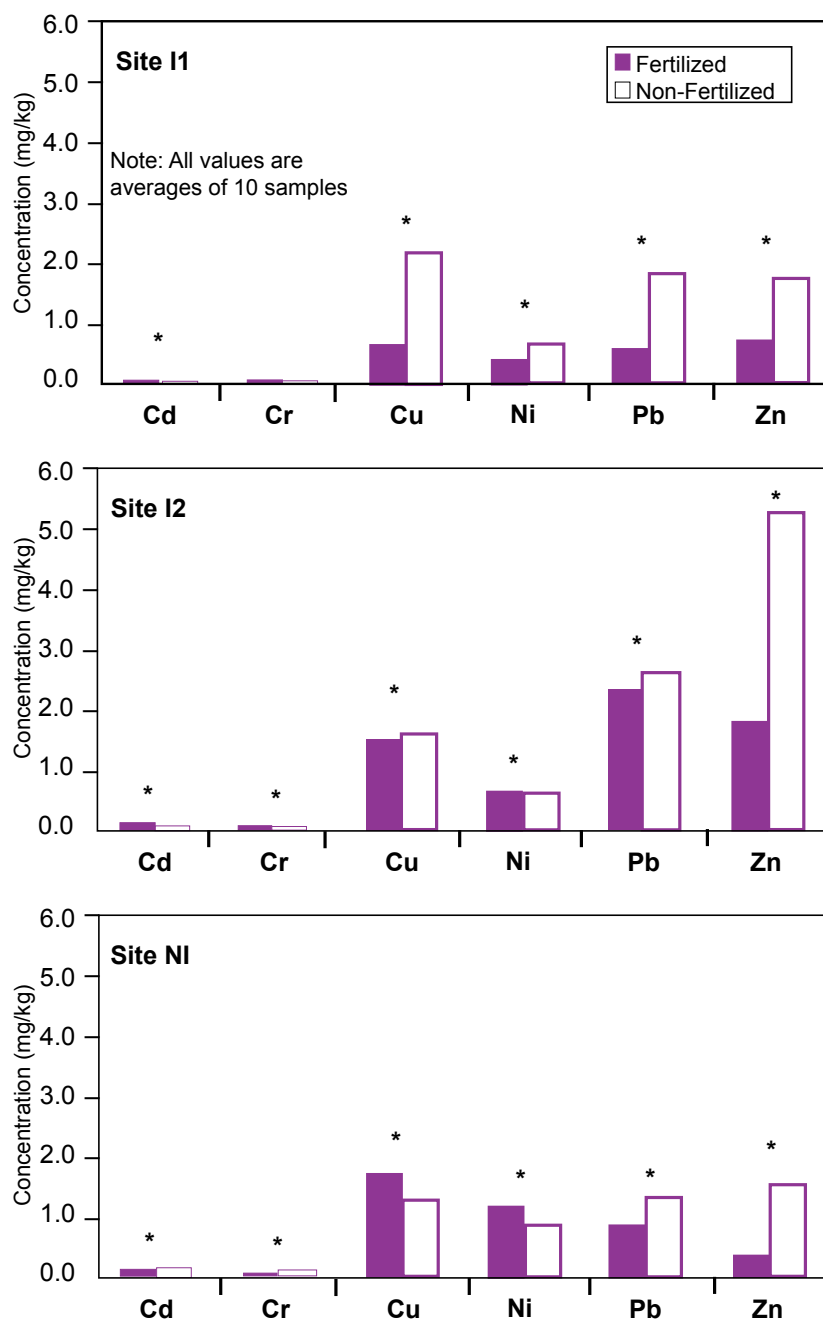 Site I1
Fertilized
Non-Fertilized
Note: All values are
averages of 10 samples
Concentration (mg/kg)
6.0
5.0
4.0
3.0
2.0
1.0
0.0
* * * * *
Cd Cr Cu Ni Pb Zn
Site I2
Concentration (mg/kg)
6.0
5.0
4.0
3.0
2.0
1.0
0.0
* * * * * *
Cd Cr Cu Ni Pb Zn
Site NI
Concentration (mg/kg)
6.0
5.0
4.0
3.0
2.0
1.0
0.0
* * * * * *
Cd Cr Cu Ni Pb Zn